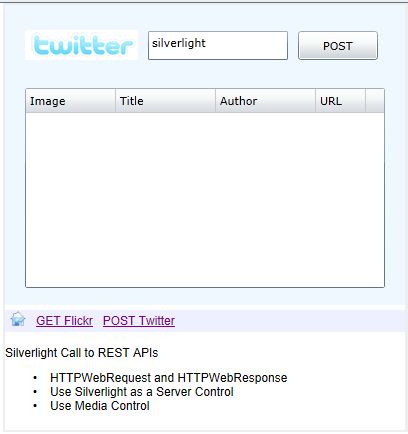 twitter silverlight POST
Image Title Author URL
GET Flickr POST Twitter
Silverlight Call to REST APIs
• HTTPWebRequest and HTTPWebResponse
• Use Silverlight as a Server Control
• Use Media Control